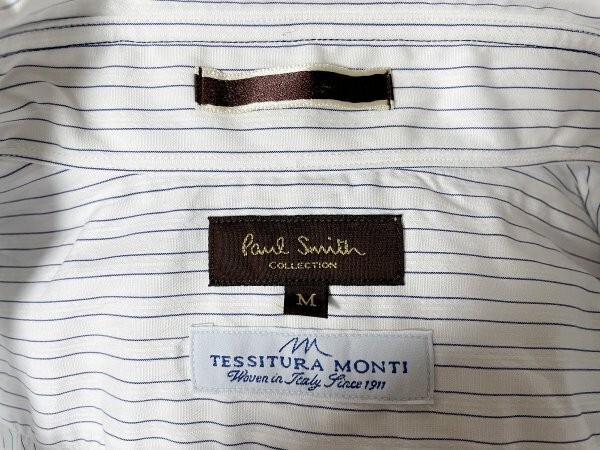 Paul Smith
COLLECTION
M
TESSITURA MONTI
Woven in Italy Since 1911